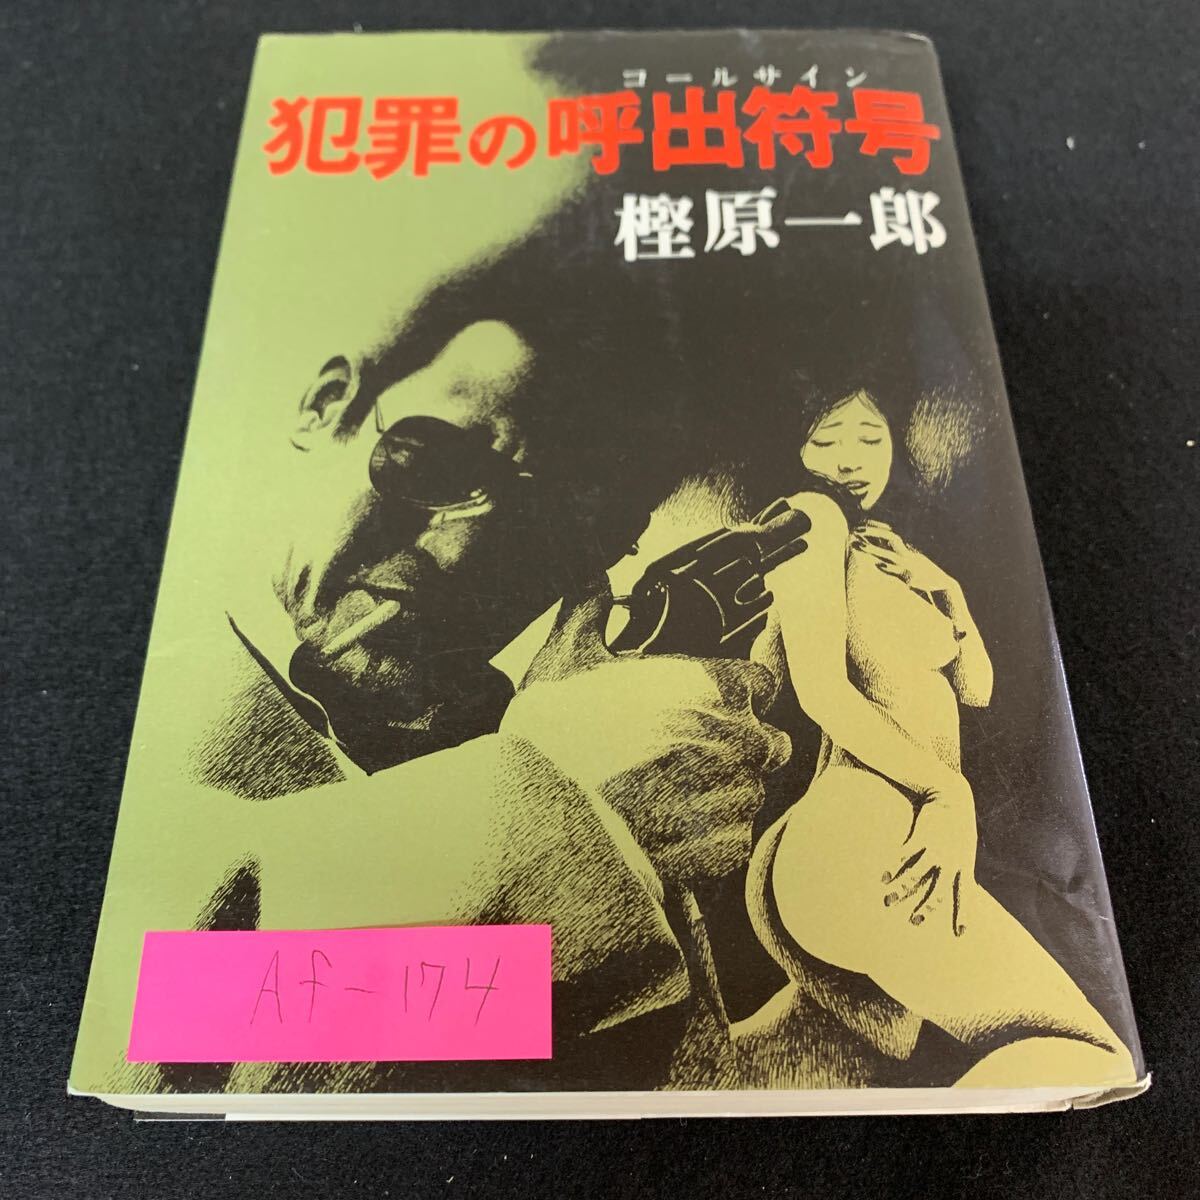 コールサイン
犯罪の呼出符号
樫原一郎
Af-174